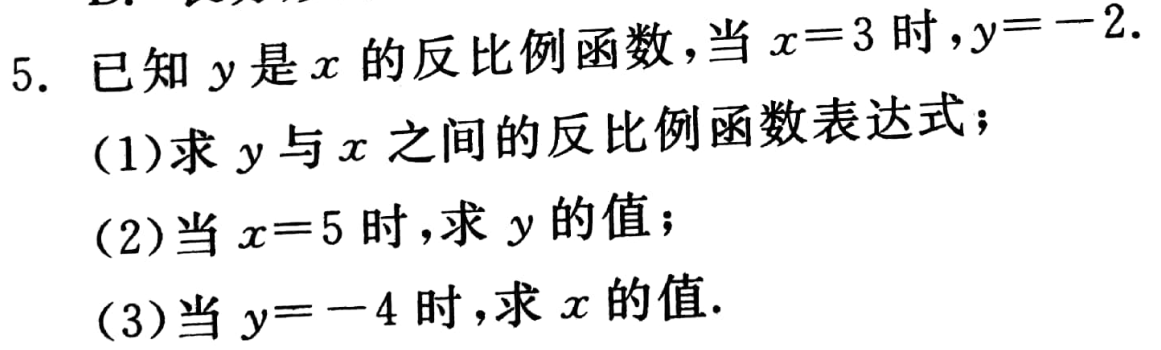 5. 已知 y 是 x 的反比例函数,当 x=3 时,y=-2.
(1)求 y 与 x 之间的反比例函数表达式;
(2)当 x=5 时,求 y 的值;
(3)当 y=-4 时,求 x 的值.